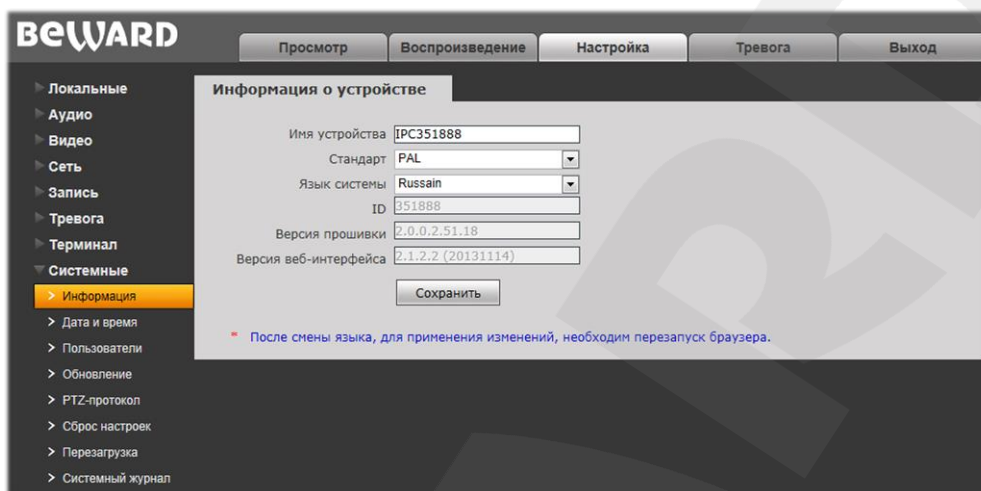 BEWARD
Просмотр
Воспроизведение
Настройка
Тревога
Выход
Локальные
Аудио
Видео
Сеть
Запись
Тревога
Терминал
Системные
Информация
Дата и время
Пользователи
Обновление
PTZ-протокол
Сброс настроек
Перезагрузка
Системный журнал
Информация о устройстве
Имя устройства IPC351888
Стандарт PAL
Язык системы Russain
ID 351888
Версия прошивки 2.0.0.2.51.18
Версия веб-интерфейса 2.1.2.2 (20131114)
Сохранить
* После смены языка, для применения изменений, необходим перезапуск браузера.